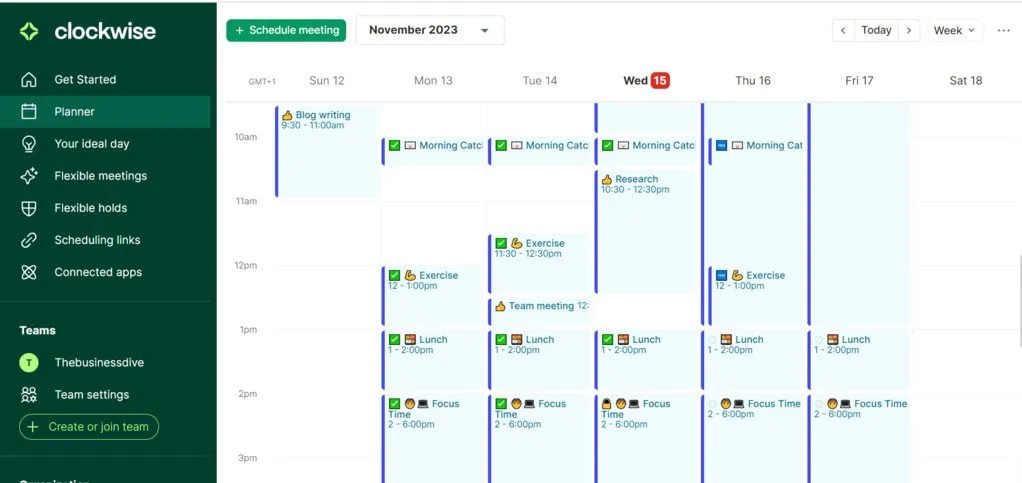 clockwise
+ Schedule meeting
November 2023
Today
Week
Get Started
Planner
Your ideal day
Flexible meetings
Flexible holds
Scheduling links
Connected apps
Teams
T Thebusinessdive
Team settings
+ Create or join team
GMT+1 Sun 12 Mon 13 Tue 14 Wed 15 Thu 16 Fri 17 Sat 18
10am
11am
12pm
1pm
2pm
3pm
Blog writing
9:30 - 11:00am
Morning Catc
Exercise
12 - 1:00pm
Lunch
1 - 2:00pm
Focus
Time
2 - 6:00pm
Morning Catc
Exercise
11:30 - 12:30pm
Team meeting 12:
Lunch
1 - 2:00pm
Focus
Time
2 - 6:00pm
Morning Catc
Research
10:30 - 12:30pm
Lunch
1 - 2:00pm
Focus
Time
2 - 6:00pm
Morning Cat
Exercise
12 - 1:00pm
Lunch
1 - 2:00pm
Focus Time
2 - 6:00pm
Lunch
1 - 2:00pm
Focus Time
2 - 6:00pm